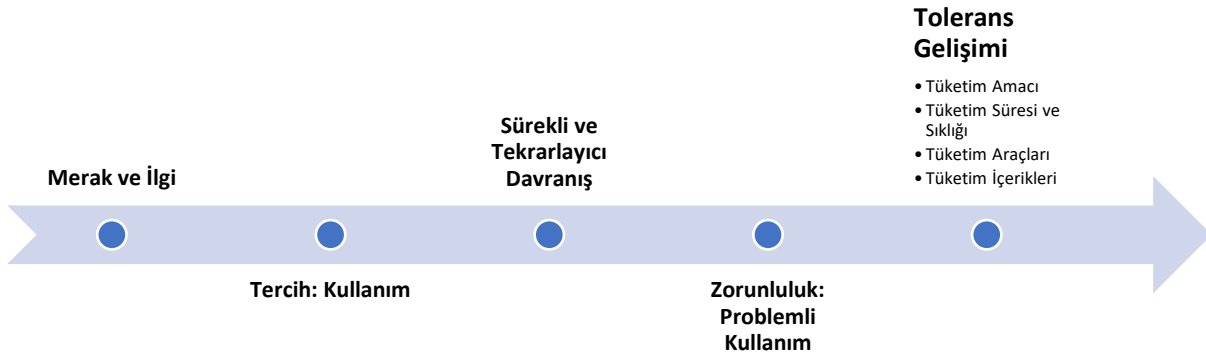 Merak ve İlgi
Tercih: Kullanım
Sürekli ve
Tekrarlayıcı
Davranış
Zorunluluk:
Problemli
Kullanım
Tolerans
Gelişimi
• Tüketim Amacı
• Tüketim Süresi ve
Sıklığı
• Tüketim Araçları
• Tüketim İçerikleri